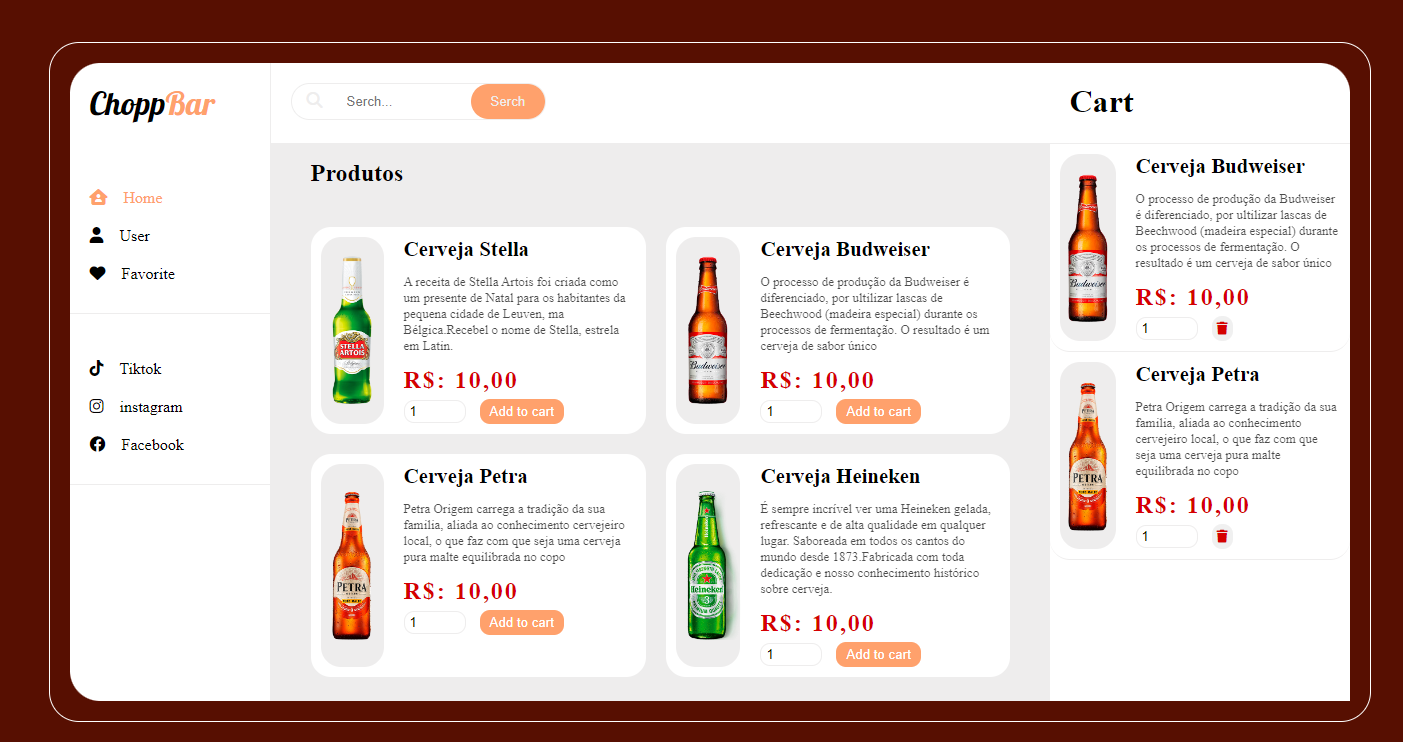 ChoppBar
Serch...
Serch
Cart
Home
User
Favorite
Tiktok
instagram
Facebook
Produtos
Cerveja Stella
A receita de Stella Artois foi criada como
um presente de Natal para os habitantes da
pequena cidade de Leuven, ma
Bélgica.Recebel o nome de Stella, estrela
em Latin.
R$: 10,00
1
Add to cart
STELLA
ARTOIS
Cerveja Budweiser
O processo de produção da Budweiser é
diferenciado, por ultilizar lascas de
Beechwood (madeira especial) durante os
processos de fermentação. O resultado é um
cerveja de sabor único
R$: 10,00
1
Add to cart
Budweiser
Cerveja Petra
Petra Origem carrega a tradição da sua
familia, aliada ao conhecimento cervejeiro
local, o que faz com que seja uma cerveja
pura malte equilibrada no copo
R$: 10,00
1
Add to cart
PETRA
Cerveja Heineken
É sempre incrível ver uma Heineken gelada,
refrescante e de alta qualidade em qualquer
lugar. Saboreada em todos os cantos do
mundo desde 1873.Fabricada com toda
dedicação e nosso conhecimento histórico
sobre cerveja.
R$: 10,00
1
Add to cart
Heineken
Cerveja Budweiser
O processo de produção da Budweiser
é diferenciado, por ultilizar lascas de
Beechwood (madeira especial) durante
os processos de fermentação. O
resultado é um cerveja de sabor único
R$: 10,00
1
Budweiser
Cerveja Petra
Petra Origem carrega a tradição da sua
familia, aliada ao conhecimento
cervejeiro local, o que faz com que
seja uma cerveja pura malte
equilibrada no copo
R$: 10,00
1
PETRA